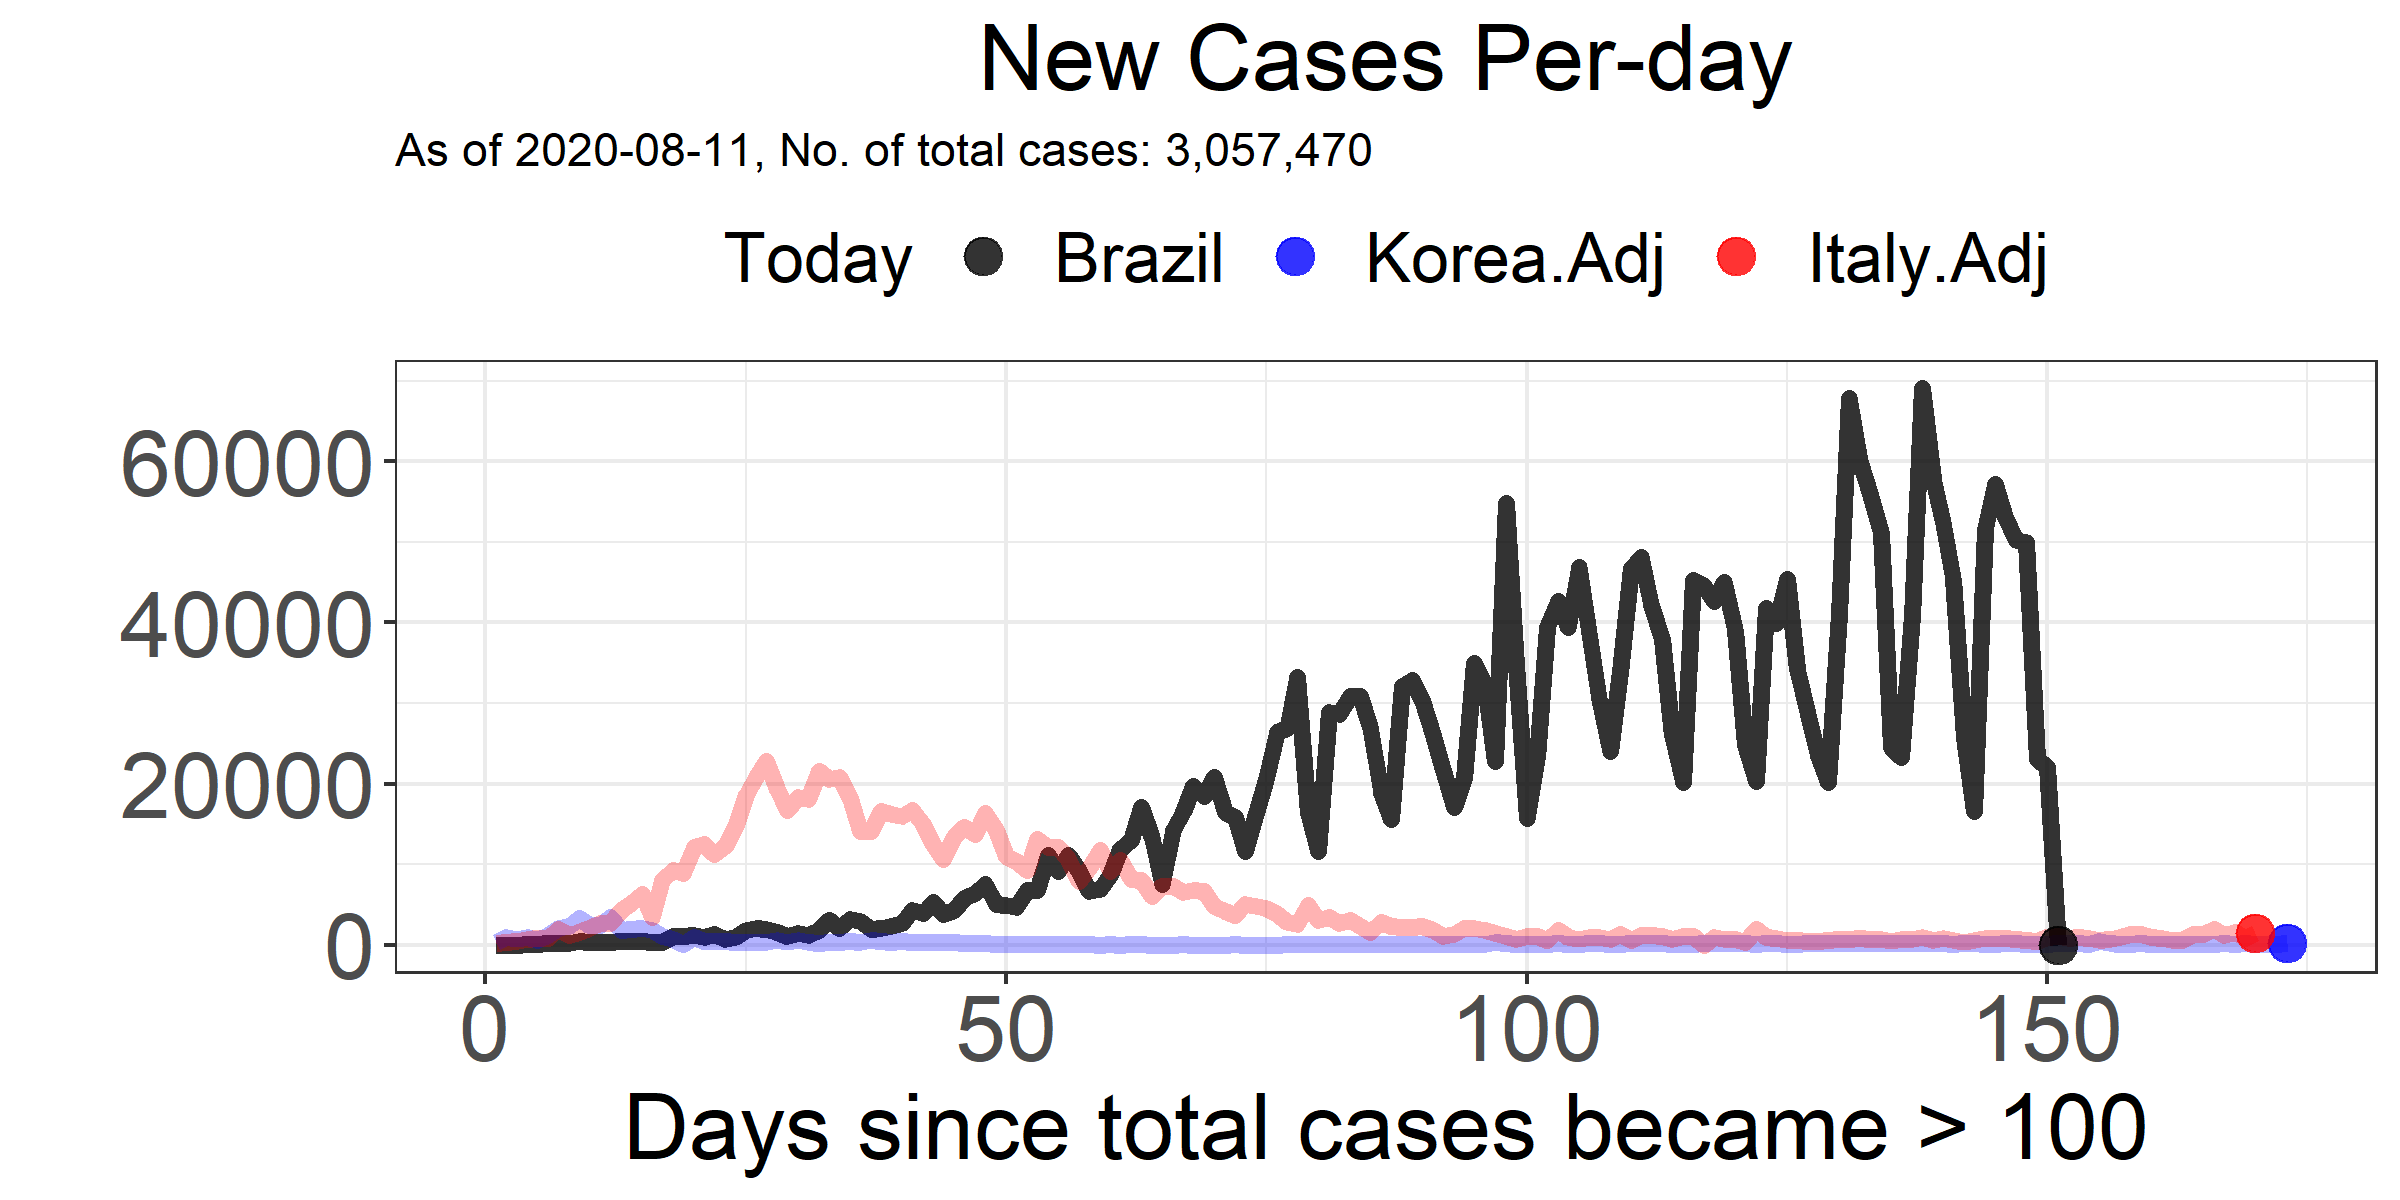 New Cases Per-day
As of 2020-08-11, No. of total cases: 3,057,470
Today Brazil Korea.Adj Italy.Adj
60000
40000
20000
0
0 50 100 150
Days since total cases became > 100